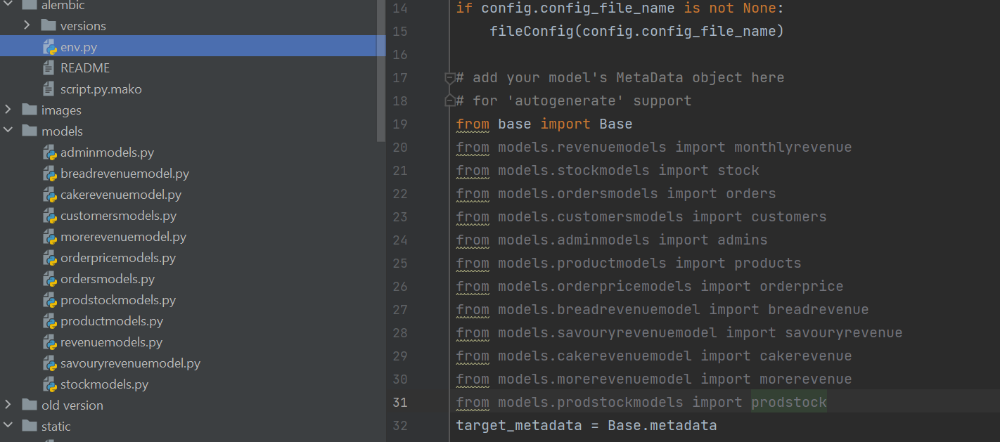 alembic
versions
env.py
README
script.py.mako
images
models
adminmodels.py
breadrevenuemodel.py
cakerevenuemodel.py
customersmodels.py
morerevenuemodel.py
orderpricemodels.py
ordersmodels.py
prodstockmodels.py
productmodels.py
revenuemodels.py
savouryrevenuemodel.py
stockmodels.py
old version
static
14 if config.config_file_name is not None:
15     fileConfig(config.config_file_name)
16
17 # add your model's MetaData object here
18 # for 'autogenerate' support
19 from base import Base
20 from models.revenuemodels import monthlyrevenue
21 from models.stockmodels import stock
22 from models.ordersmodels import orders
23 from models.customersmodels import customers
24 from models.adminmodels import admins
25 from models.productmodels import products
26 from models.orderpricemodels import orderprice
27 from models.breadrevenuemodel import breadrevenue
28 from models.savouryrevenuemodel import savouryrevenue
29 from models.cakerevenuemodel import cakerevenue
30 from models.morerevenuemodel import morerevenue
31 from models.prodstockmodels import prodstock
32 target_metadata = Base.metadata